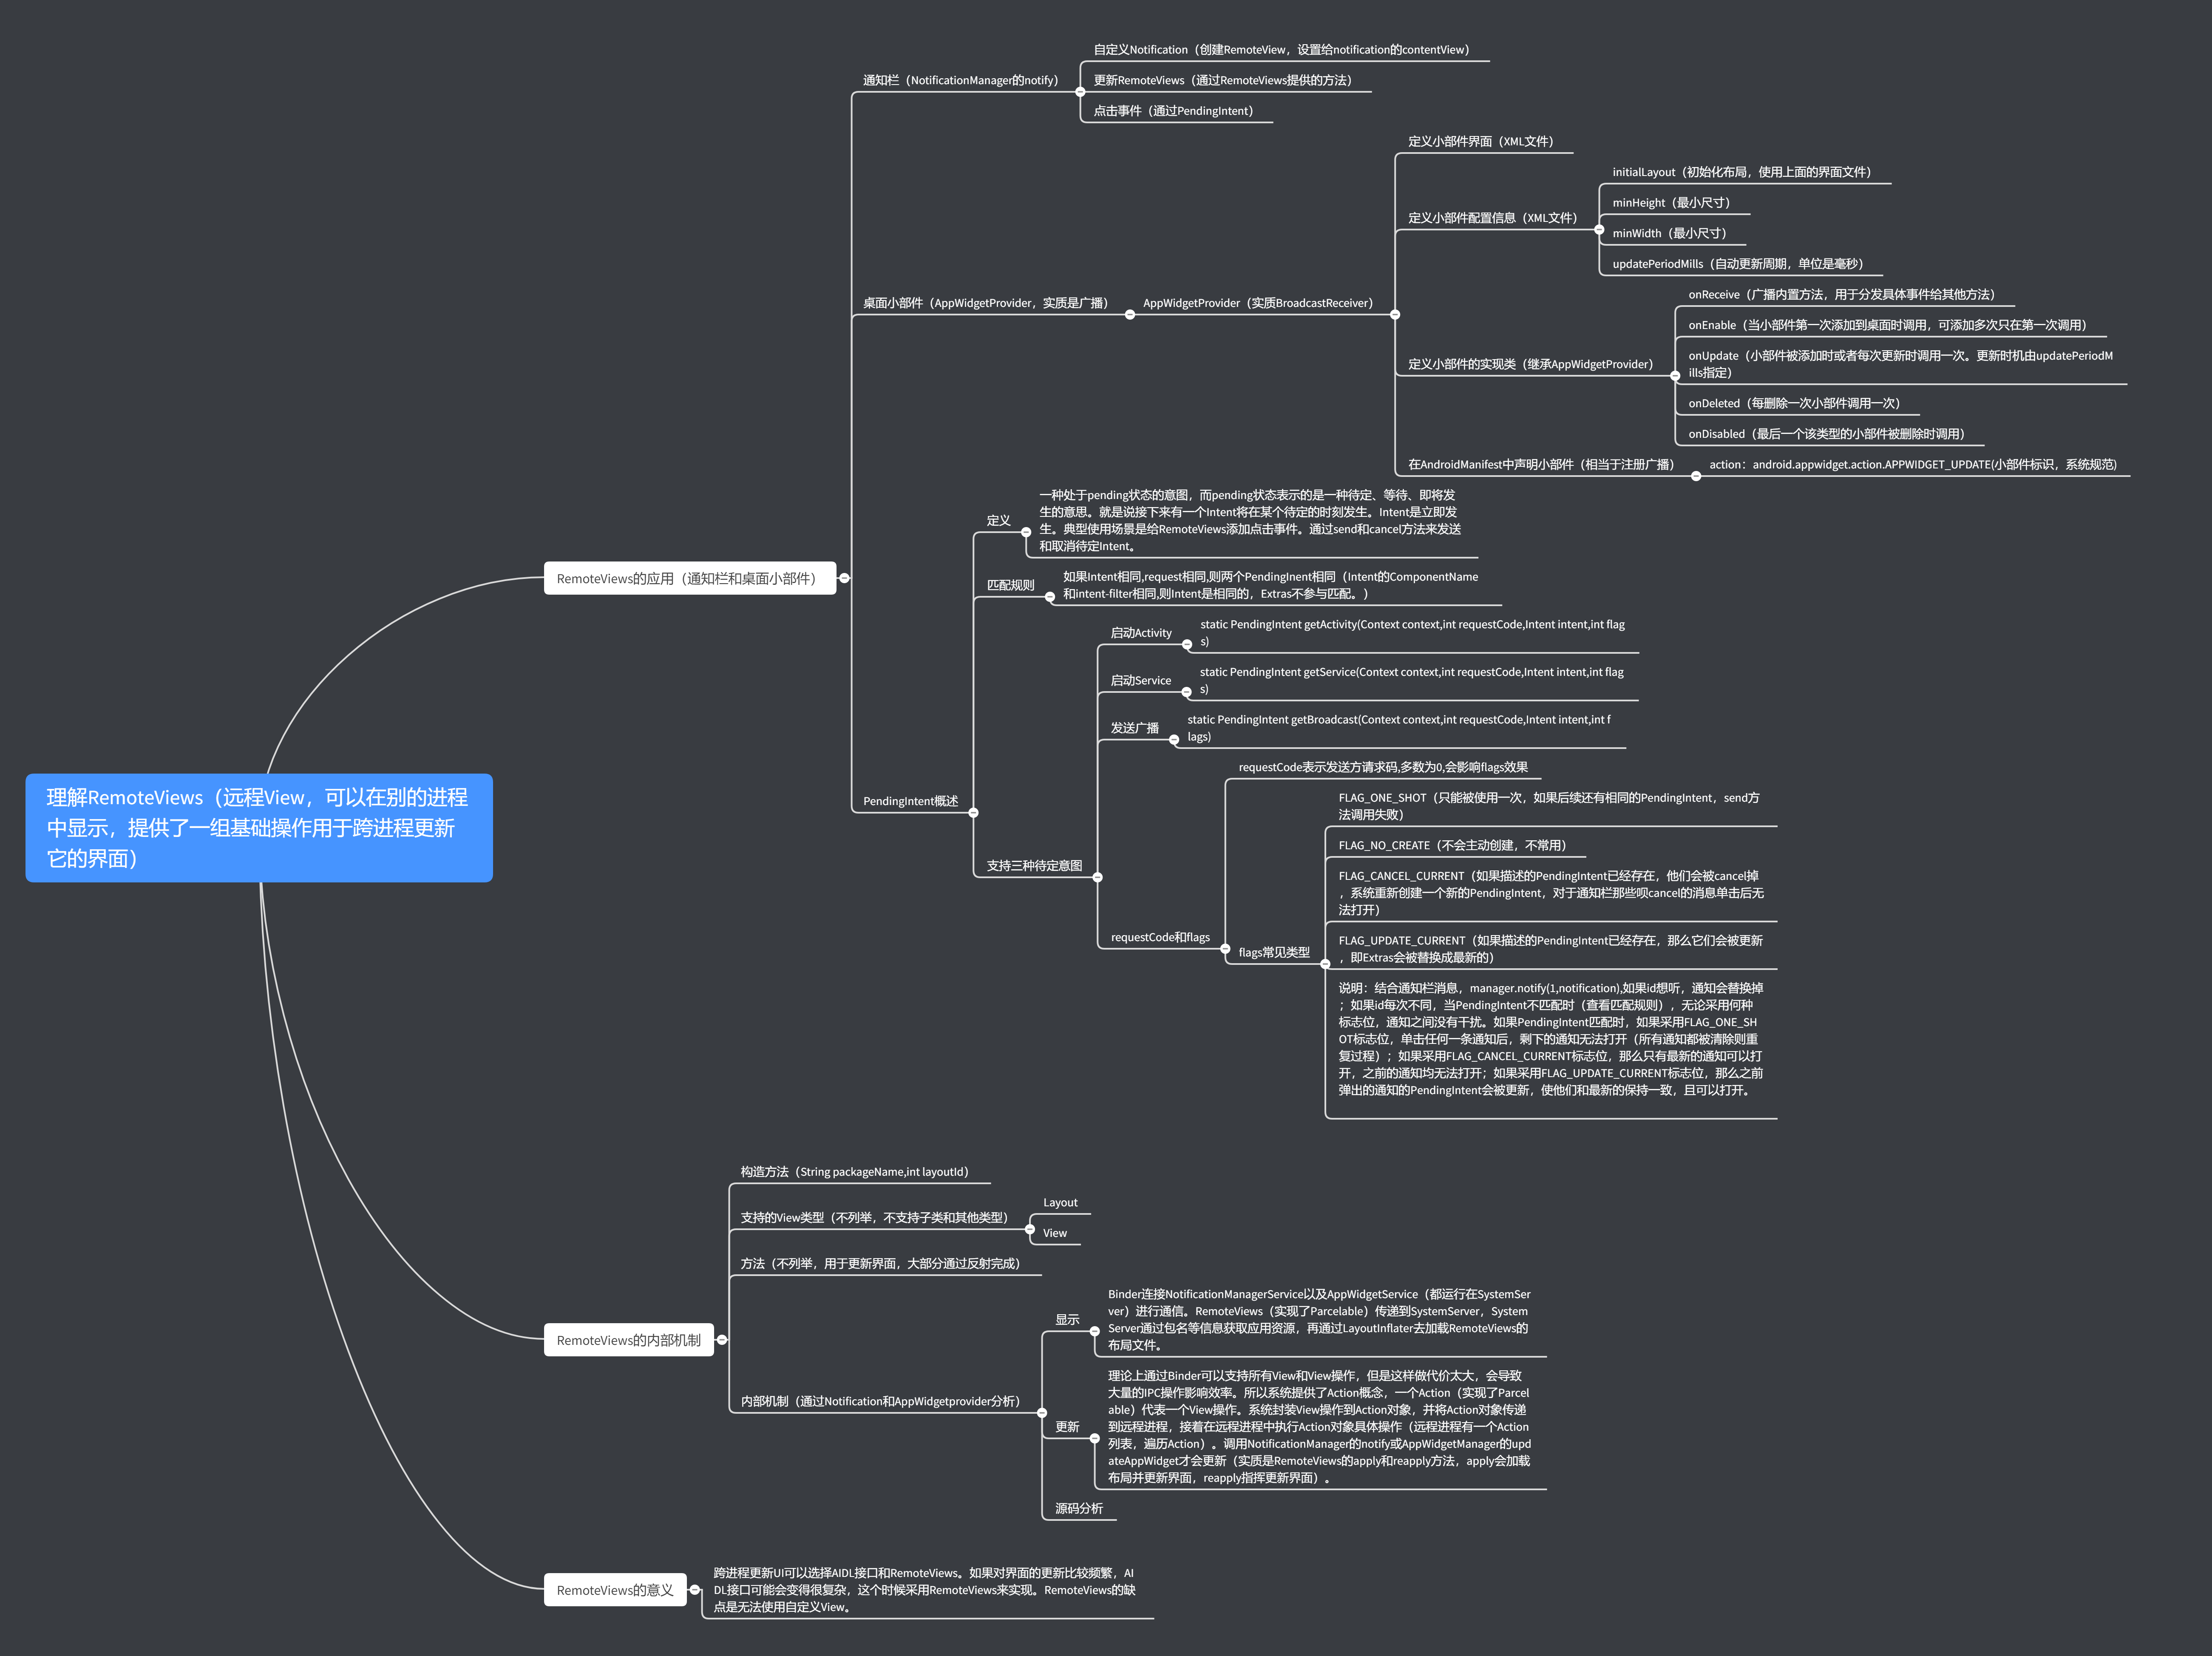 理解RemoteViews（远程View，可以在别的进程
中显示，提供了一组基础操作用于跨进程更新
它的界面）
RemoteViews的应用（通知栏和桌面小部件）
通知栏（NotificationManager的notify）
自定义Notification（创建RemoteView，设置给notification的contentView）
更新RemoteViews（通过RemoteViews提供的方法）
点击事件（通过PendingIntent）
桌面小部件（AppWidgetProvider，实质是广播）
AppWidgetProvider（实质BroadcastReceiver）
定义小部件界面（XML文件）
定义小部件配置信息（XML文件）
initialLayout（初始化布局，使用上面的界面文件）
minHeight（最小尺寸）
minWidth（最小尺寸）
updatePeriodMills（自动更新周期，单位是毫秒）
定义小部件的实现类（继承AppWidgetProvider）
onReceive（广播内置方法，用于分发具体事件给其他方法）
onEnable（当小部件第一次添加到桌面时调用，可添加多次只在第一次调用）
onUpdate（小部件被添加时或者每次更新时调用一次。更新时机由updatePeriodM
ills指定）
onDeleted（每删除一次小部件调用一次）
onDisabled（最后一个该类型的小部件被删除时调用）
在AndroidManifest中声明小部件（相当于注册广播）
action：android.appwidget.action.APPWIDGET_UPDATE(小部件标识，系统规范)
PendingIntent概述
定义
一种处于pending状态的意图，而pending状态表示的是一种待定、等待、即将发
生的意思。就是说接下来有一个Intent将在某个待定的时刻发生。Intent是立即发
生。典型使用场景是给RemoteViews添加点击事件。通过send和cancel方法来发送
和取消待定Intent。
匹配规则
如果Intent相同,request相同,则两个PendingInent相同（Intent的ComponentName
和intent-filter相同,则Intent是相同的，Extras不参与匹配。)
支持三种待定意图
启动Activity
static PendingIntent getActivity(Context context,int requestCode,Intent intent,int flag
s)
启动Service
static PendingIntent getService(Context context,int requestCode,Intent intent,int flag
s)
发送广播
static PendingIntent getBroadcast(Context context,int requestCode,Intent intent,int f
lags)
requestCode和flags
requestCode表示发送方请求码,多数为0,会影响flags效果
flags常见类型
FLAG_ONE_SHOT（只能被使用一次，如果后续还有相同的PendingIntent，send方
法调用失败）
FLAG_NO_CREATE（不会主动创建，不常用）
FLAG_CANCEL_CURRENT（如果描述的PendingIntent已经存在，他们会被cancel掉
，系统重新创建一个新的PendingIntent，对于通知栏那些呗cancel的消息单击后无
法打开）
FLAG_UPDATE_CURRENT（如果描述的PendingIntent已经存在，那么它们会被更新
，即Extras会被替换成最新的）
说明：结合通知栏消息，manager.notify(1,notification),如果id想听，通知会替换掉
；如果id每次不同，当PendingIntent不匹配时（查看匹配规则），无论采用何种
标志位，通知之间没有干扰。如果PendingIntent匹配时，如果采用FLAG_ONE_SH
OT标志位，单击任何一条通知后，剩下的通知无法打开（所有通知都被清除则重
复过程）；如果采用FLAG_CANCEL_CURRENT标志位，那么只有最新的通知可以打
开，之前的通知均无法打开；如果采用FLAG_UPDATE_CURRENT标志位，那么之前
弹出的通知的PendingIntent会被更新，使他们和最新的保持一致，且可以打开。
RemoteViews的内部机制
构造方法（String packageName,int layoutId）
支持的View类型（不列举，不支持子类和其他类型）
Layout
View
方法（不列举，用于更新界面，大部分通过反射完成）
内部机制（通过Notification和AppWidgetprovider分析）
显示
Binder连接NotificationManagerService以及AppWidgetService（都运行在SystemSer
ver）进行通信。RemoteViews（实现了Parcelable）传递到SystemServer，System
Server通过包名等信息获取应用资源，再通过LayoutInflater去加载RemoteViews的
布局文件。
更新
理论上通过Binder可以支持所有View和View操作，但是这样做代价太大，会导致
大量的IPC操作影响效率。所以系统提供了Action概念，一个Action（实现了Parcel
able）代表一个View操作。系统封装View操作到Action对象，并将Action对象传递
到远程进程，接着在远程进程中执行Action对象具体操作（远程进程有一个Action
列表，遍历Action）。调用NotificationManager的notify或AppWidgetManager的upd
ateAppWidget才会更新（实质是RemoteViews的apply和reapply方法，apply会加载
布局并更新界面，reapply指挥更新界面）。
源码分析
RemoteViews的意义
跨进程更新UI可以选择AIDL接口和RemoteViews。如果对界面的更新比较频繁，AI
DL接口可能会变得很复杂，这个时候采用RemoteViews来实现。RemoteViews的缺
点是无法使用自定义View。